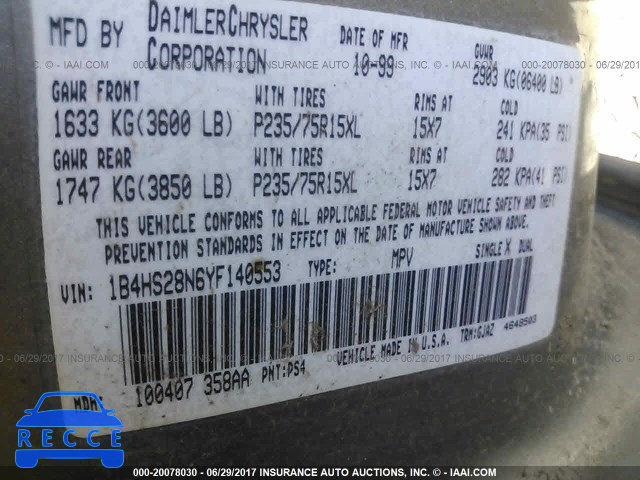 MFD BY DAIMLERCHRYSLER CORPORATION DATE OF MFR 10-99 GVWR 2903 KG(06400 LB)
GAWR FRONT WITH TIRES RIMS AT COLD
1633 KG(3600 LB) P235/75R15XL 15X7 241 KPA(35 PSI)
GAWR REAR WITH TIRES RIMS AT COLD
1747 KG(3850 LB) P235/75R15XL 15X7 282 KPA(41 PSI)
THIS VEHICLE CONFORMS TO ALL APPLICABLE FEDERAL MOTOR VEHICLE SAFETY AND THEFT
PREVENTION STANDARDS IN EFFECT ON THE DATE OF MANUFACTURE SHOWN ABOVE.
VIN: 1B4HS28N6YF140553 TYPE: MPV SINGLE X DUAL
VEHICLE MADE IN U.S.A. TRM:GJAZ 4648503
MDH: 100407 358AA PNT:PS4
000-20078030 - 06/29/2017 INSURANCE AUTO AUCTIONS, INC. - © IAAI.COM
RECCE